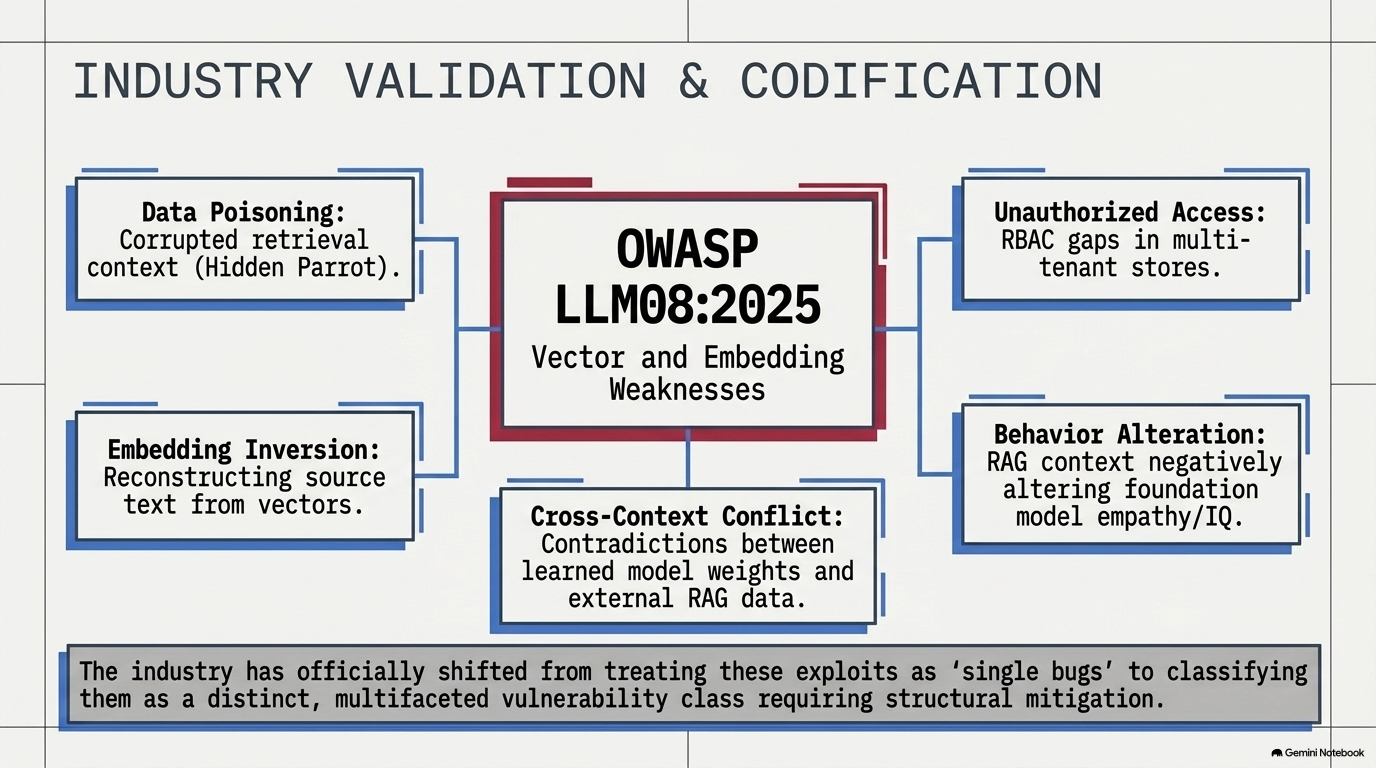 INDUSTRY VALIDATION & CODIFICATION
Data Poisoning:
Corrupted retrieval
context (Hidden Parrot).
Embedding Inversion:
Reconstructing source
text from vectors.
OWASP
LLM08:2025
Vector and Embedding
Weaknesses
Cross-Context Conflict:
Contradictions between
learned model weights and
external RAG data.
Unauthorized Access:
RBAC gaps in multi-
tenant stores.
Behavior Alteration:
RAG context negatively
altering foundation
model empathy/IQ.
The industry has officially shifted from treating these exploits as ‘single bugs’ to classifying
them as a distinct, multifaceted vulnerability class requiring structural mitigation.
Gemini Notebook